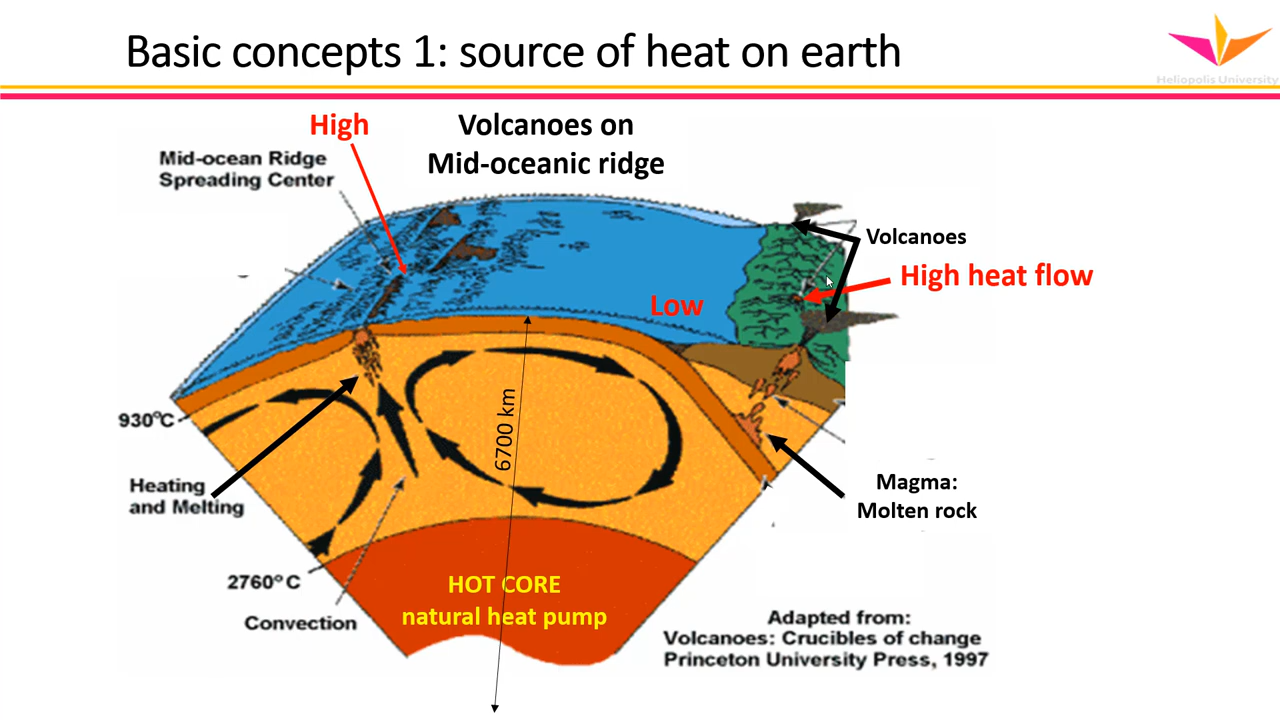 Basic concepts 1: source of heat on earth
Heliopolis University
High
Volcanoes on
Mid-oceanic ridge
Mid-ocean Ridge
Spreading Center
Volcanoes
High heat flow
Low
930°C
6700 km
Heating
and Melting
Magma:
Molten rock
2760°C
HOT CORE
natural heat pump
Convection
Adapted from:
Volcanoes: Crucibles of change
Princeton University Press, 1997